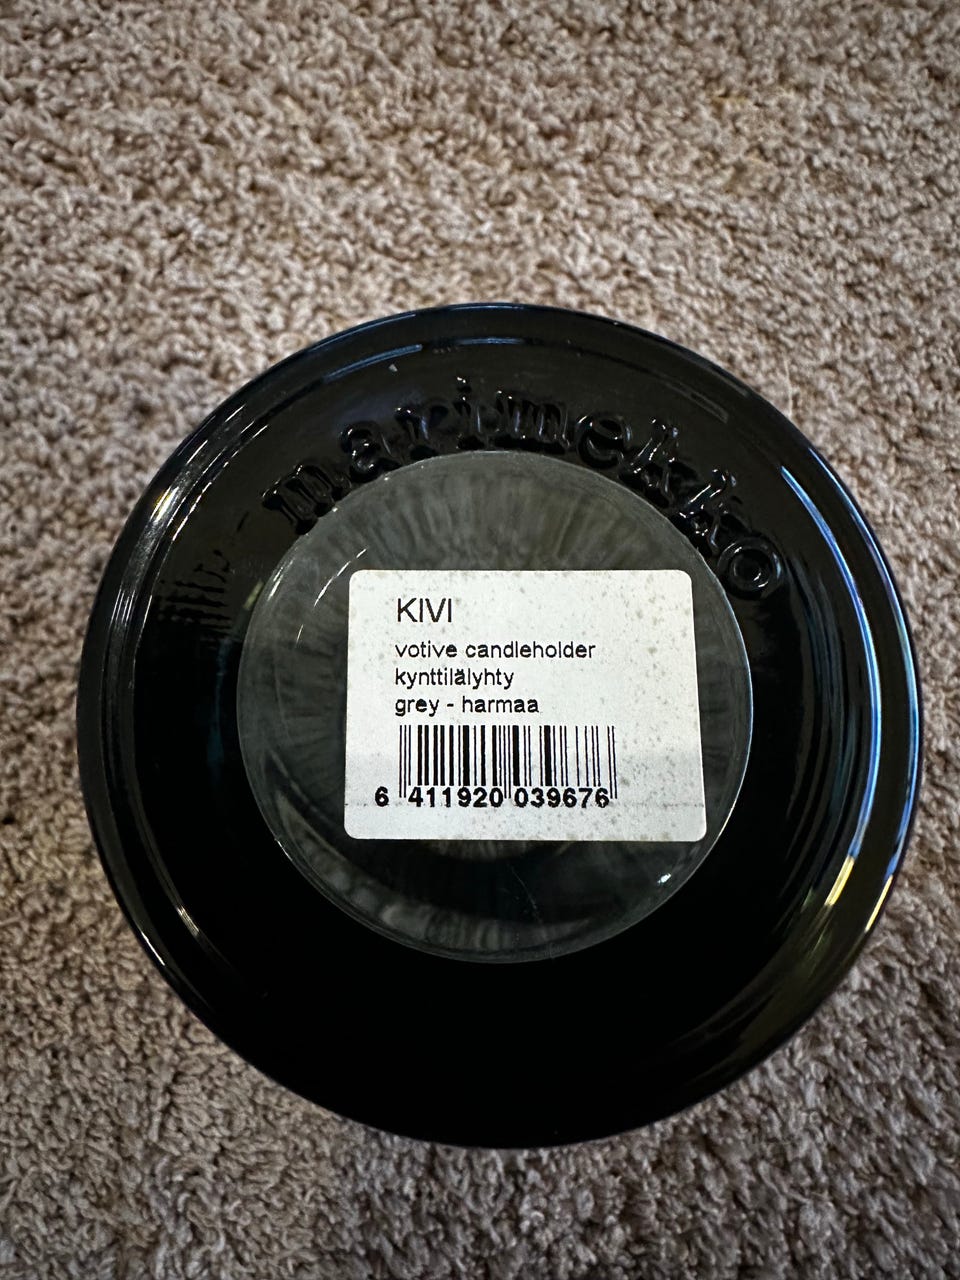 marimekko
KIVI
votive candleholder
kynttilälyhty
grey - harmaa
6 411920 039676